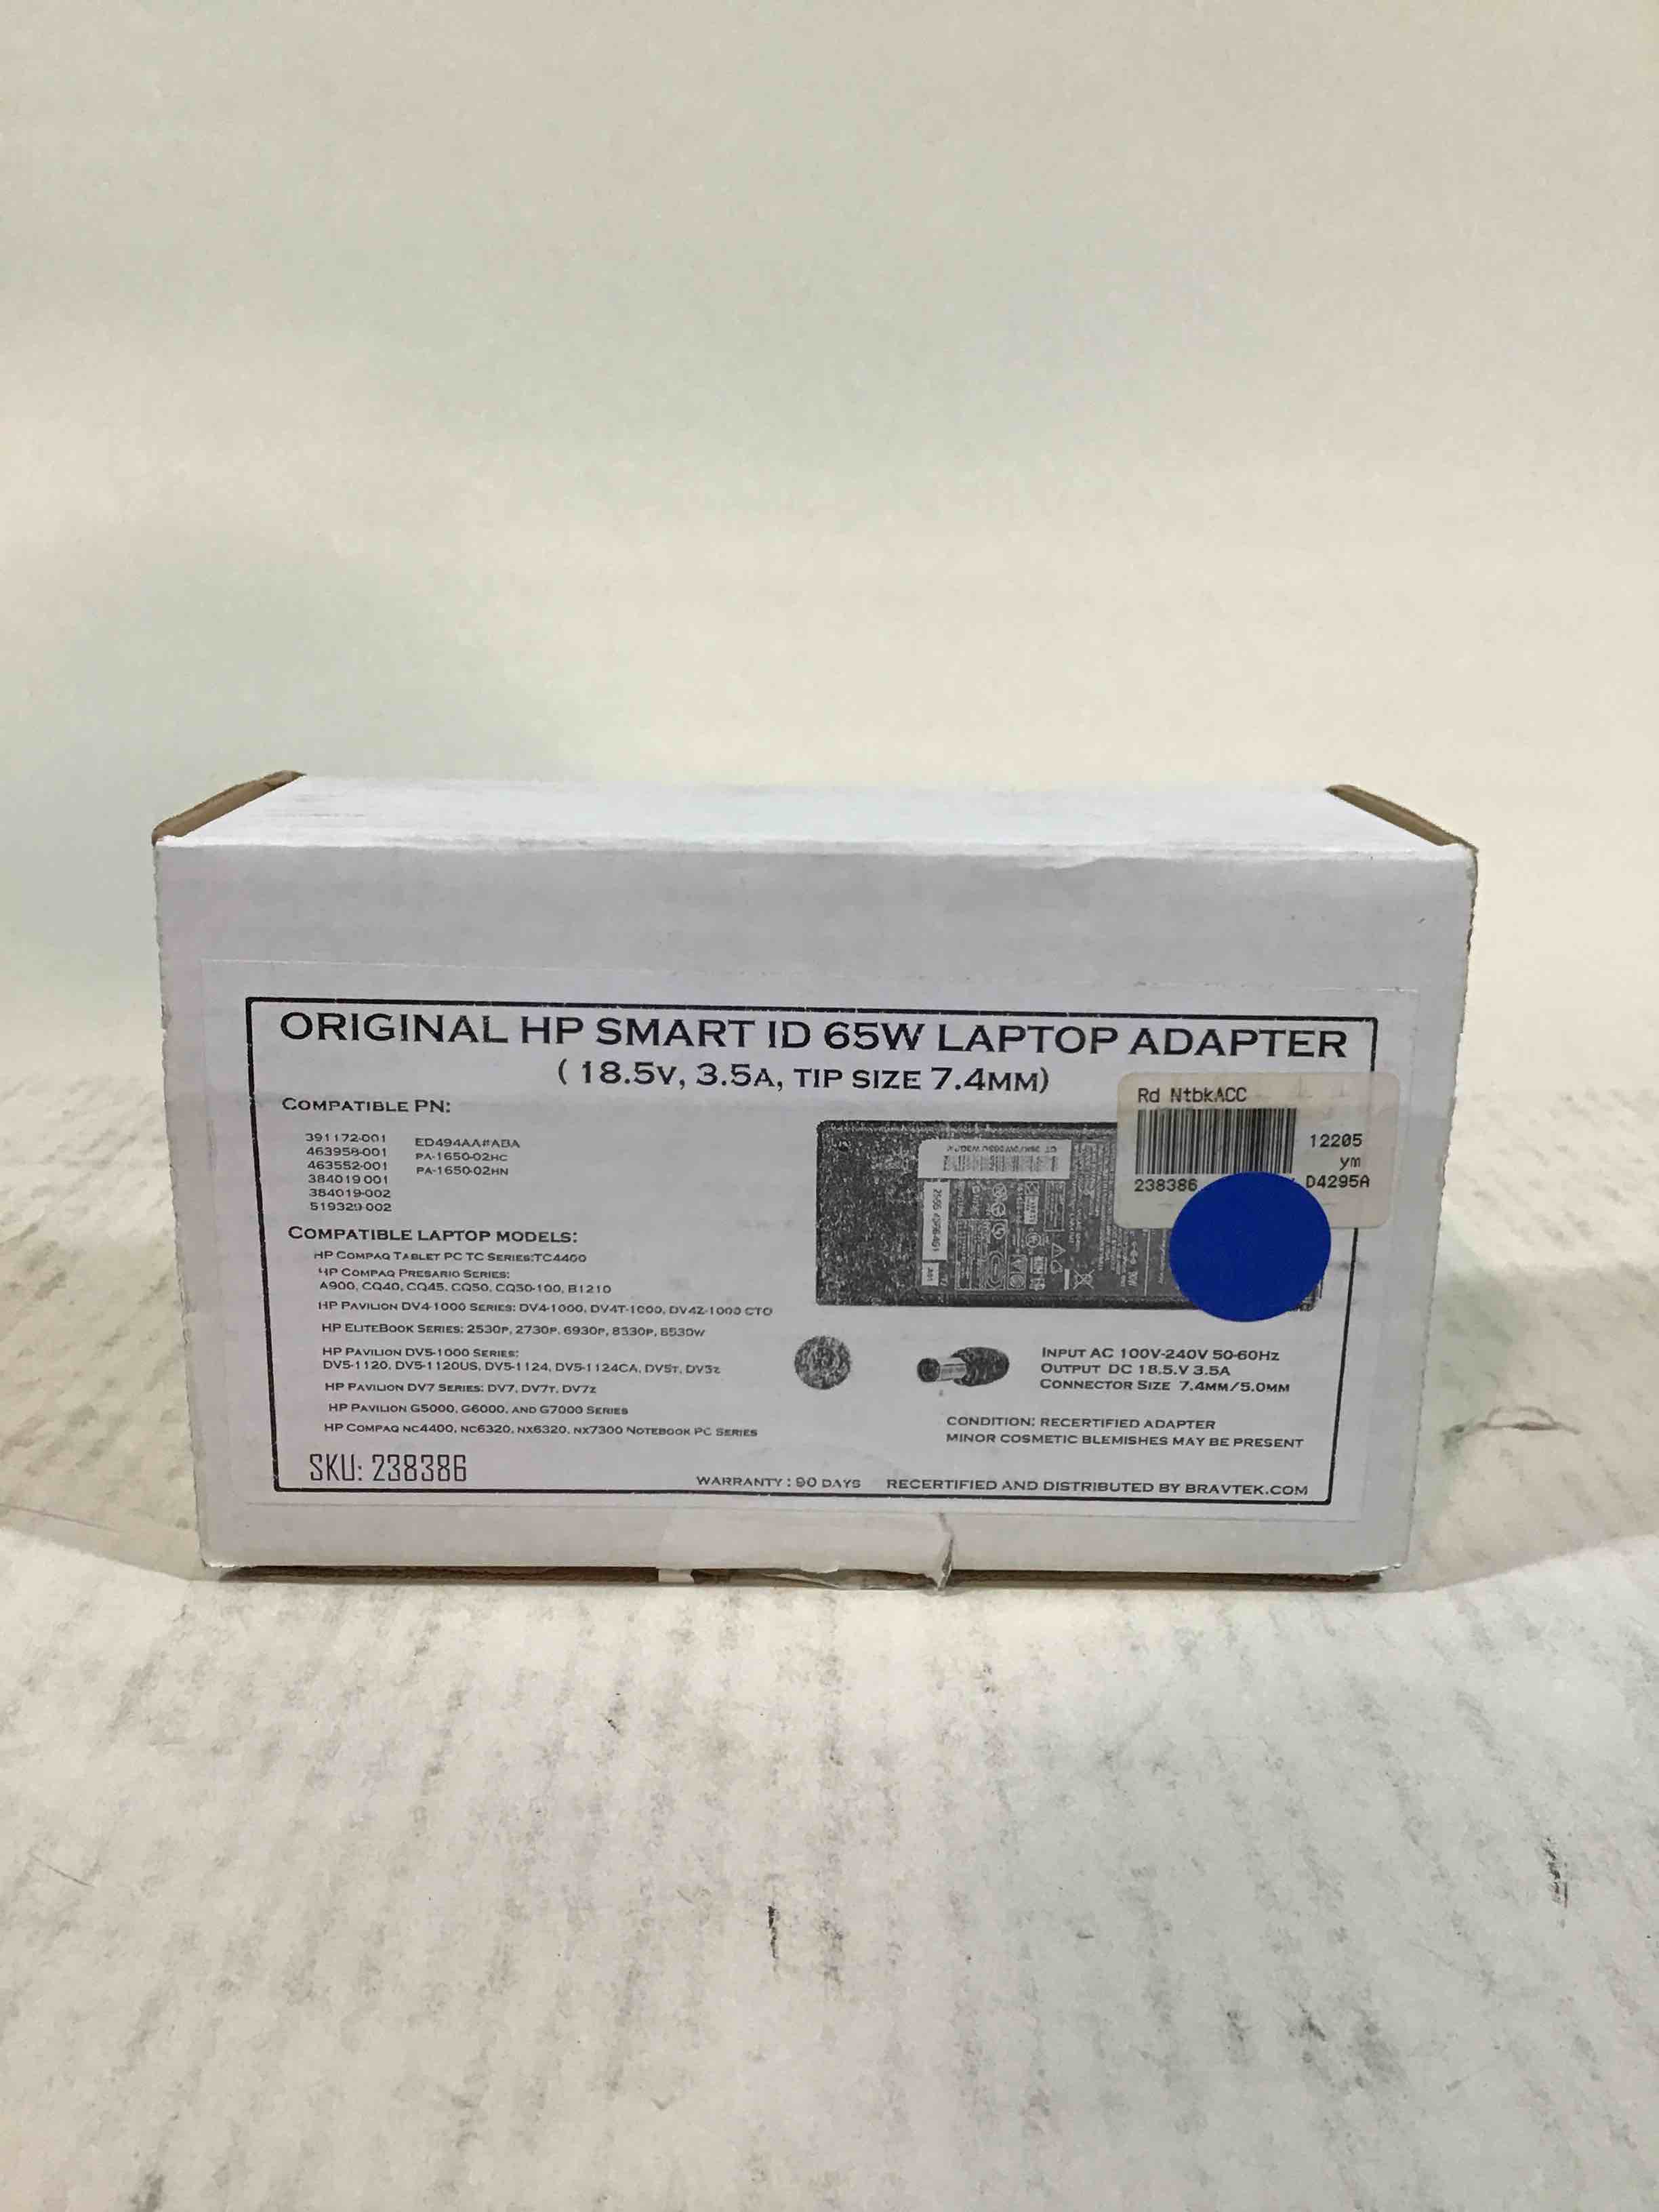 ORIGINAL HP SMART ID 65W LAPTOP ADAPTER
( 18.5V, 3.5A, TIP SIZE 7.4MM)
COMPATIBLE PN:
391172-001
463958-001
463552-001
384019 001
384019-002
519329-002
ED494AA#ABA
PA-1650-02HC
PA-1650-02HN
COMPATIBLE LAPTOP MODELS:
HP COMPAQ TABLET PC TC SERIES:TC4400
HP COMPAQ PRESARIO SERIES:
A900, CQ40, CQ45, CQ50, CQ50-100, B1210
HP PAVILION DV4-1000 SERIES: DV4-1000, DV4T-1000, DV4Z-1000 CTO
HP ELITEBOOK SERIES: 2530P, 2730P, 6930P, 8530P, 8530W
HP PAVILION DV5-1000 SERIES:
DV5-1120, DV5-1120US, DV5-1124, DV5-1124CA, DV5T, DV5Z
HP PAVILION DV7 SERIES: DV7, DV7T, DV7Z
HP PAVILION G5000, G6000, AND G7000 SERIES
HP COMPAQ NC4400, NC6320, NX6320, NX7300 NOTEBOOK PC SERIES
SKU: 238386
Rd NtbkACC
12205
ym
238386 D4295A
INPUT AC 100V-240V 50-60HZ
OUTPUT DC 18.5.V 3.5A
CONNECTOR SIZE 7.4MM/5.0MM
CONDITION: RECERTIFIED ADAPTER
MINOR COSMETIC BLEMISHES MAY BE PRESENT
WARRANTY : 90 DAYS RECERTIFIED AND DISTRIBUTED BY BRAVTEK.COM